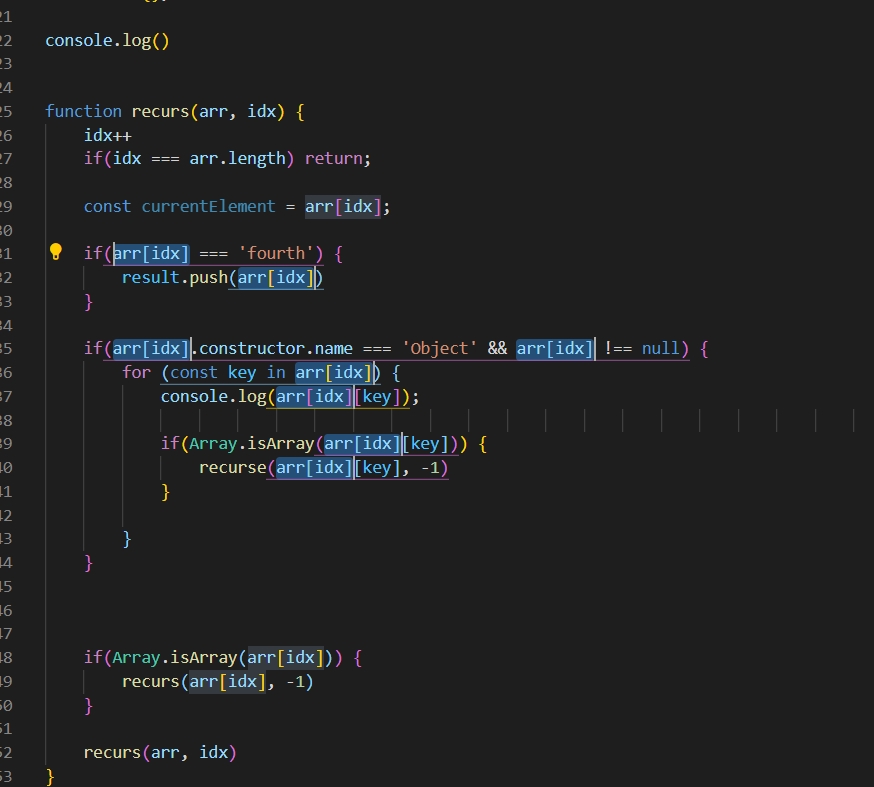 21
22 console.log()
23
24
25 function recurs(arr, idx) {
26 idx++
27 if(idx === arr.length) return;
28
29 const currentElement = arr[idx];
30
31 if(arr[idx] === 'fourth') {
32 result.push(arr[idx])
33 }
34
35 if(arr[idx].constructor.name === 'Object' && arr[idx] !== null) {
36 for (const key in arr[idx]) {
37 console.log(arr[idx][key]);
38
39 if(Array.isArray(arr[idx][key])) {
40 recurse(arr[idx][key], -1)
41 }
42
43 }
44 }
45
46
47
48 if(Array.isArray(arr[idx])) {
49 recurs(arr[idx], -1)
50 }
51
52 recurs(arr, idx)
53 }